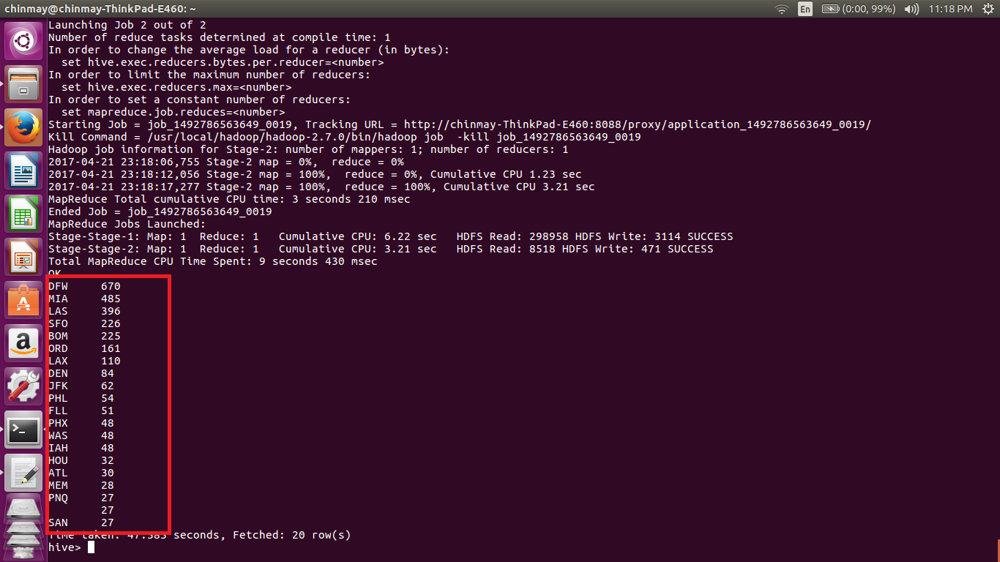 chinmay@chinmay-ThinkPad-E460: ~
En (0:00, 99%) 11:18 PM
Launching Job 2 out of 2
Number of reduce tasks determined at compile time: 1
In order to change the average load for a reducer (in bytes):
set hive.exec.reducers.bytes.per.reducer=<number>
In order to limit the maximum number of reducers:
set hive.exec.reducers.max=<number>
In order to set a constant number of reducers:
set mapreduce.job.reduces=<number>
Starting Job = job_1492786563649_0019, Tracking URL = http://chinmay-ThinkPad-E460:8088/proxy/application_1492786563649_0019/
Kill Command = /usr/local/hadoop/hadoop-2.7.0/bin/hadoop job  -kill job_1492786563649_0019
Hadoop job information for Stage-2: number of mappers: 1; number of reducers: 1
2017-04-21 23:18:06,755 Stage-2 map = 0%,  reduce = 0%
2017-04-21 23:18:12,056 Stage-2 map = 100%,  reduce = 0%, Cumulative CPU 1.23 sec
2017-04-21 23:18:17,277 Stage-2 map = 100%,  reduce = 100%, Cumulative CPU 3.21 sec
MapReduce Total cumulative CPU time: 3 seconds 210 msec
Ended Job = job_1492786563649_0019
MapReduce Jobs Launched:
Stage-Stage-1: Map: 1  Reduce: 1   Cumulative CPU: 6.22 sec   HDFS Read: 298958 HDFS Write: 3114 SUCCESS
Stage-Stage-2: Map: 1  Reduce: 1   Cumulative CPU: 3.21 sec   HDFS Read: 8518 HDFS Write: 471 SUCCESS
Total MapReduce CPU Time Spent: 9 seconds 430 msec
OK
DFW 670
MIA 485
LAS 396
SFO 226
BOM 225
ORD 161
LAX 110
DEN 84
JFK 62
PHL 54
FLL 51
PHX 48
WAS 48
IAH 48
HOU 32
ATL 30
MEM 28
PNQ 27
27
SAN 27
Time taken: 47.385 seconds, Fetched: 20 row(s)
hive>